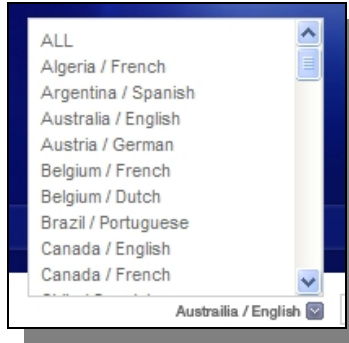 ALL
Algeria / French
Argentina / Spanish
Australia / English
Austria / German
Belgium / French
Belgium / Dutch
Brazil / Portuguese
Canada / English
Canada / French
Austrailia / English